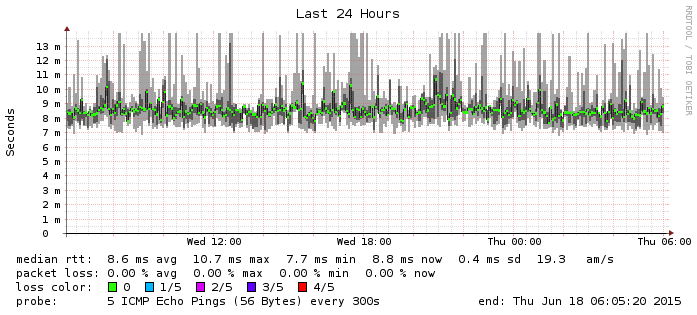 Last 24 Hours
RRDTOOL / TOBI OETIKER
Seconds
13 m
12 m
11 m
10 m
9 m
8 m
7 m
6 m
5 m
4 m
3 m
2 m
1 m
0
Wed 12:00 Wed 18:00 Thu 00:00 Thu 06:00
median rtt: 8.6 ms avg 10.7 ms max 7.7 ms min 8.8 ms now 0.4 ms sd 19.3 am/s
packet loss: 0.00 % avg 0.00 % max 0.00 % min 0.00 % now
loss color: 0 1/5 2/5 3/5 4/5
probe: 5 ICMP Echo Pings (56 Bytes) every 300s end: Thu Jun 18 06:05:20 2015